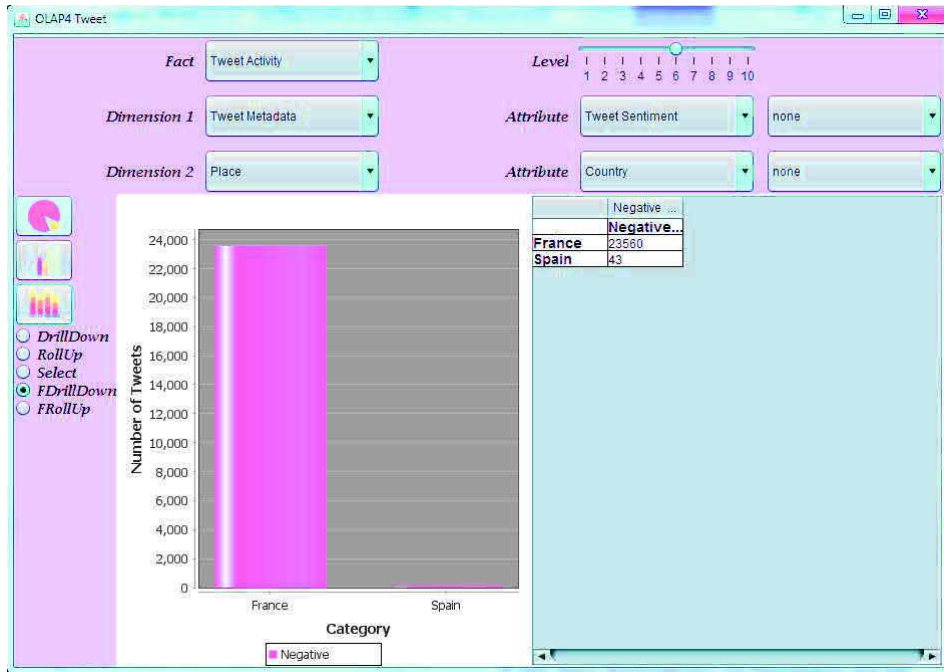 OLAP4 Tweet
Fact Tweet Activity Level
1 2 3 4 5 6 7 8 9 10
Dimension 1 Tweet Metadata Attribute Tweet Sentiment none
Dimension 2 Place Attribute Country none
Negative ...
Negative...
France 23560
Spain 43
DrillDown
RollUp
Select
FDrillDown
FRollUp
Number of Tweets
24,000
22,000
20,000
18,000
16,000
14,000
12,000
10,000
8,000
6,000
4,000
2,000
0
France Spain
Category
Negative